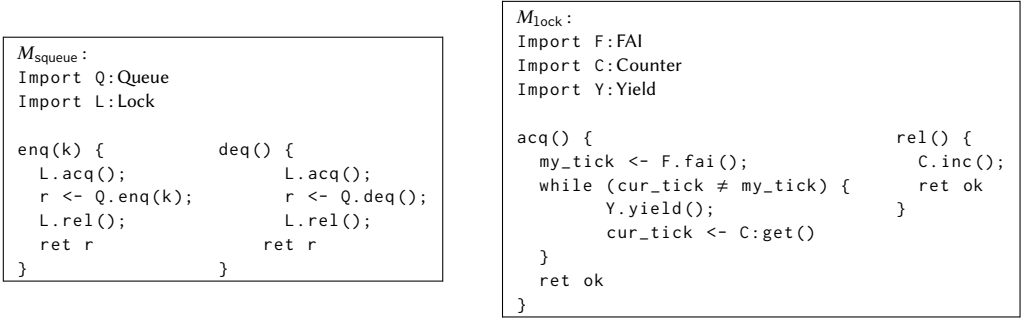 M_squeue :
Import Q:Queue
Import L:Lock
enq(k) {
L.acq();
r <- Q.enq(k);
L.rel();
ret r
}
deq() {
L.acq();
r <- Q.deq();
L.rel();
ret r
}
M_lock :
Import F:FAI
Import C:Counter
Import Y:Yield
acq() {
my_tick <- F.fai();
while (cur_tick ≠ my_tick) {
Y.yield();
cur_tick <- C:get()
}
ret ok
}
rel() {
C.inc();
ret ok
}